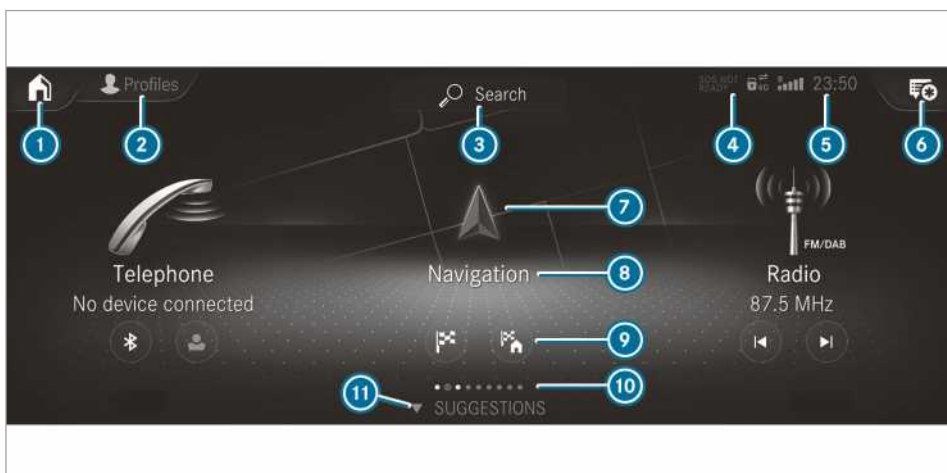 Profiles
Search
SOS NOT
READY
4G
23:50
1
2
3
4
5
6
7
FM/DAB
Telephone
Navigation
8
Radio
No device connected
87.5 MHz
9
10
11
SUGGESTIONS